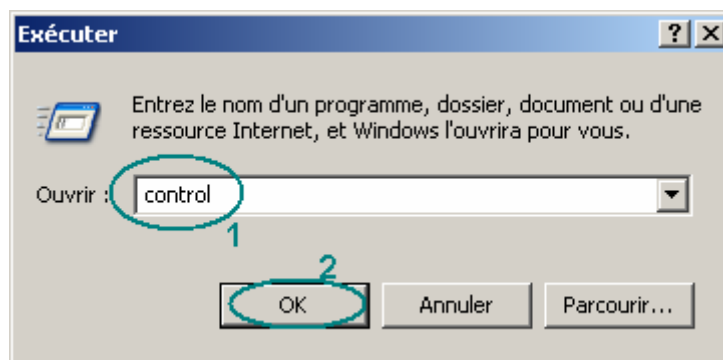 Exécuter
Entrez le nom d'un programme, dossier, document ou d'une
ressource Internet, et Windows l'ouvrira pour vous.
Ouvrir : control
1
2
OK Annuler Parcourir...